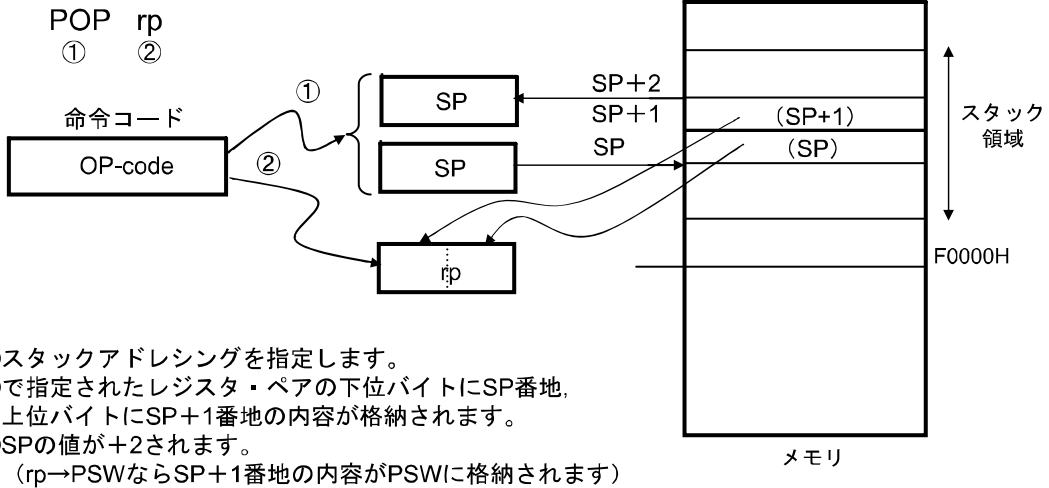 POP rp
① ②
命令コード
OP-code
①
②
SP
SP
rp
SP＋2
SP＋1
SP
(SP+1)
(SP)
スタック
領域
F0000H
メモリ
スタックアドレシングを指定します。
で指定されたレジスタ・ペアの下位バイトにSP番地,
上位バイトにSP＋1番地の内容が格納されます。
SPの値が＋2されます。
（rp→PSWならSP＋1番地の内容がPSWに格納されます）